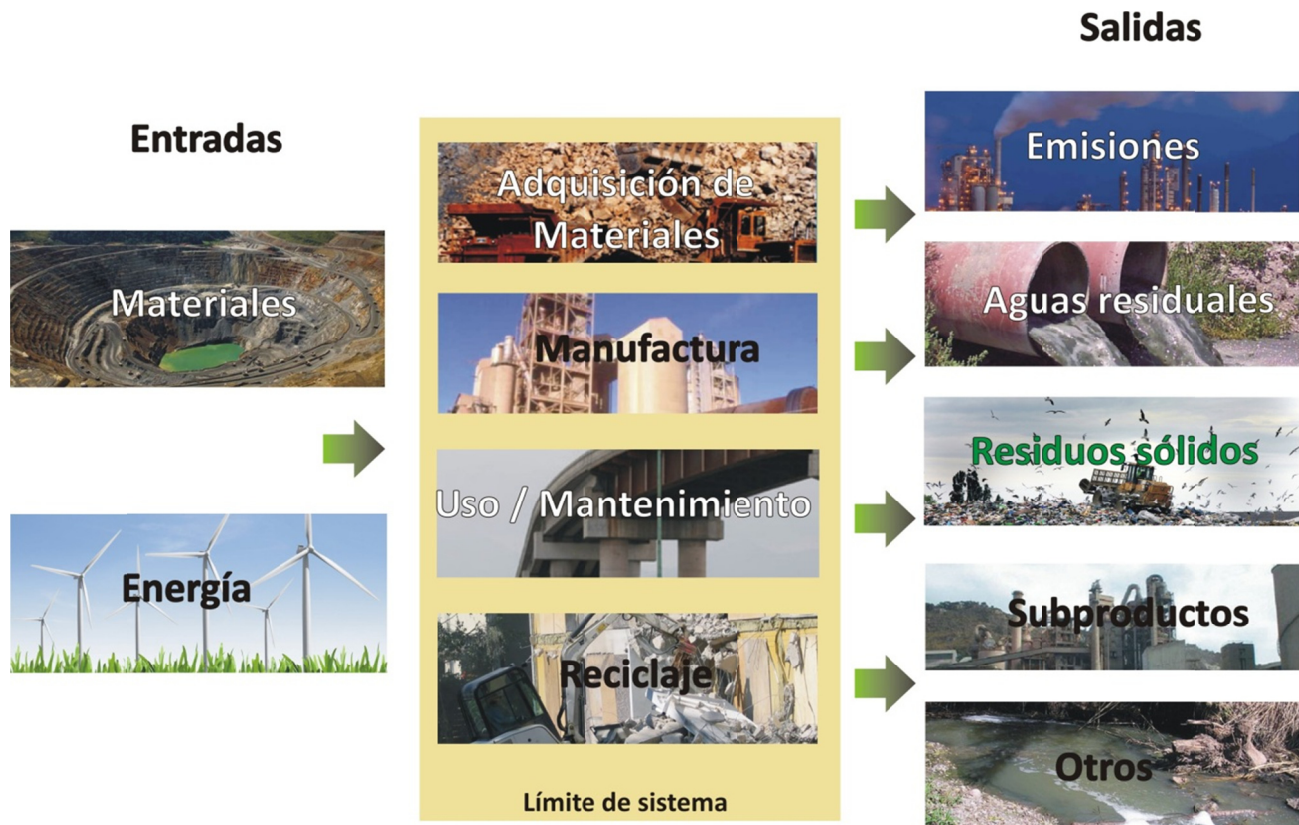 Entradas
Materiales
Energía
Adquisición de
Materiales
Manufactura
Uso / Mantenimiento
Reciclaje
Límite de sistema
Salidas
Emisiones
Aguas residuales
Residuos sólidos
Subproductos
Otros